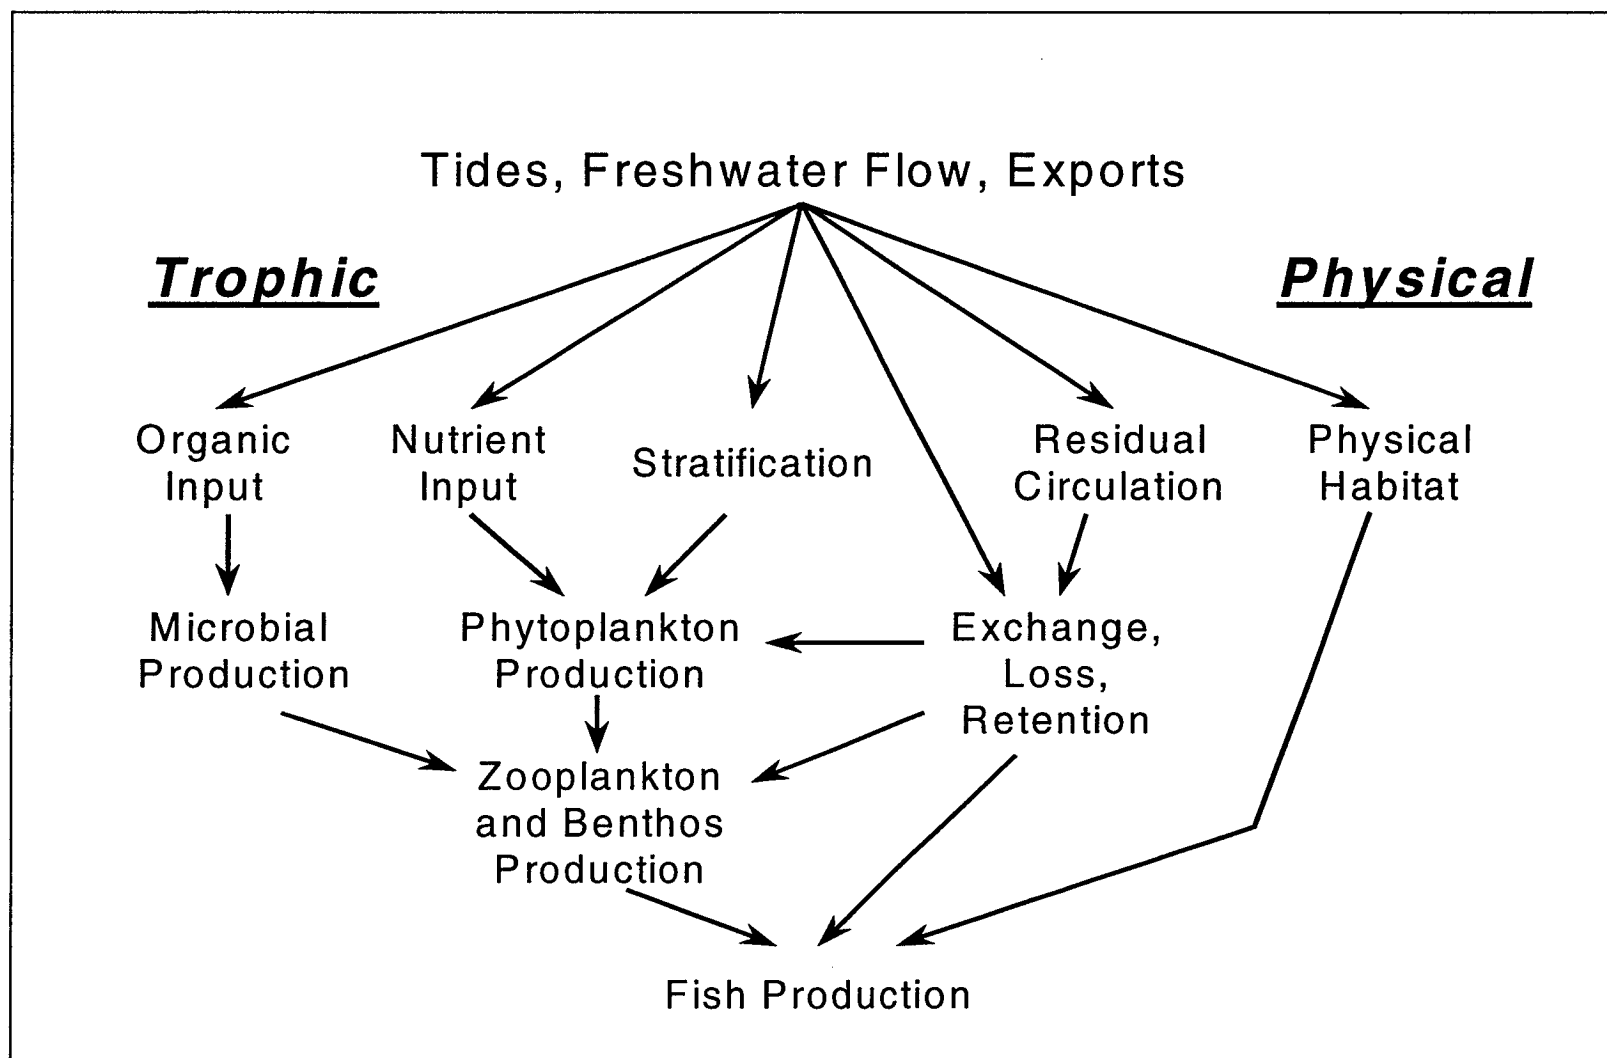 Tides, Freshwater Flow, Exports
Trophic
Physical
Organic
Input
Nutrient
Input
Stratification
Residual
Circulation
Physical
Habitat
Microbial
Production
Phytoplankton
Production
Exchange,
Loss,
Retention
Zooplankton
and Benthos
Production
Fish Production